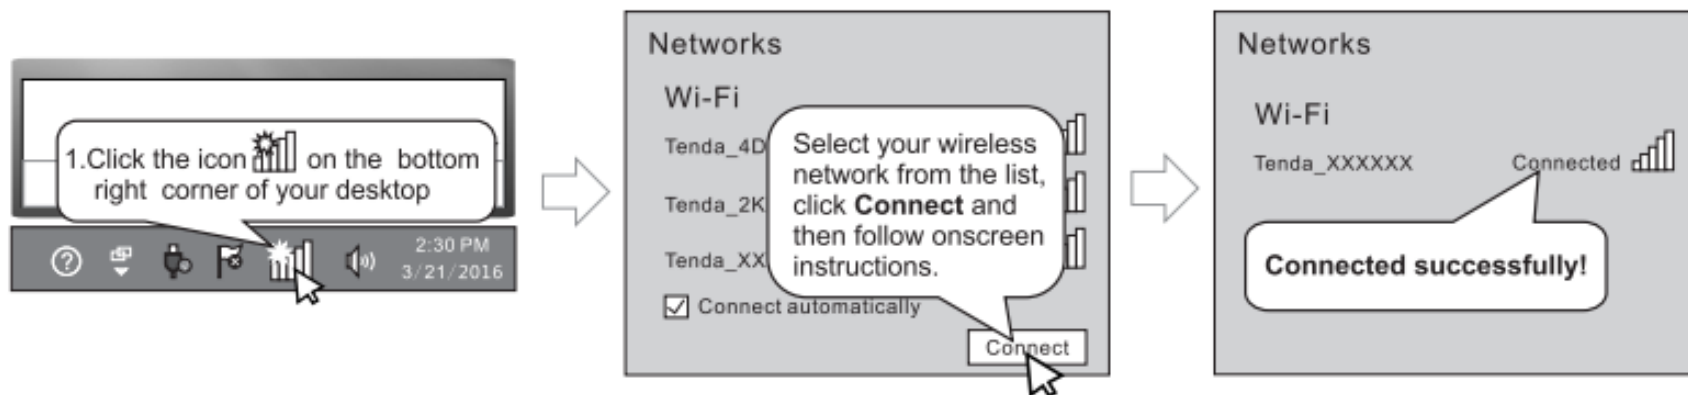 1.Click the icon on the bottom
right corner of your desktop
2:30 PM
3/21/2016
Networks
Wi-Fi
Tenda_4D
Tenda_2K
Tenda_XX
Select your wireless
network from the list,
click Connect and
then follow onscreen
instructions.
Connect automatically
Connect
Networks
Wi-Fi
Tenda_XXXXXX Connected
Connected successfully!